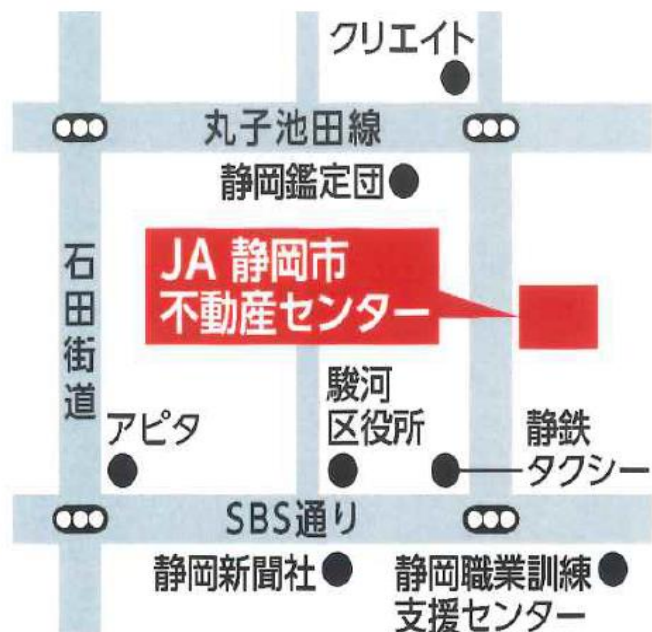 クリエイト
丸子池田線
静岡鑑定団
石田街道
JA 静岡市
不動産センター
駿河
区役所
アピタ
静鉄
タクシー
SBS通り
静岡新聞社
静岡職業訓練
支援センター